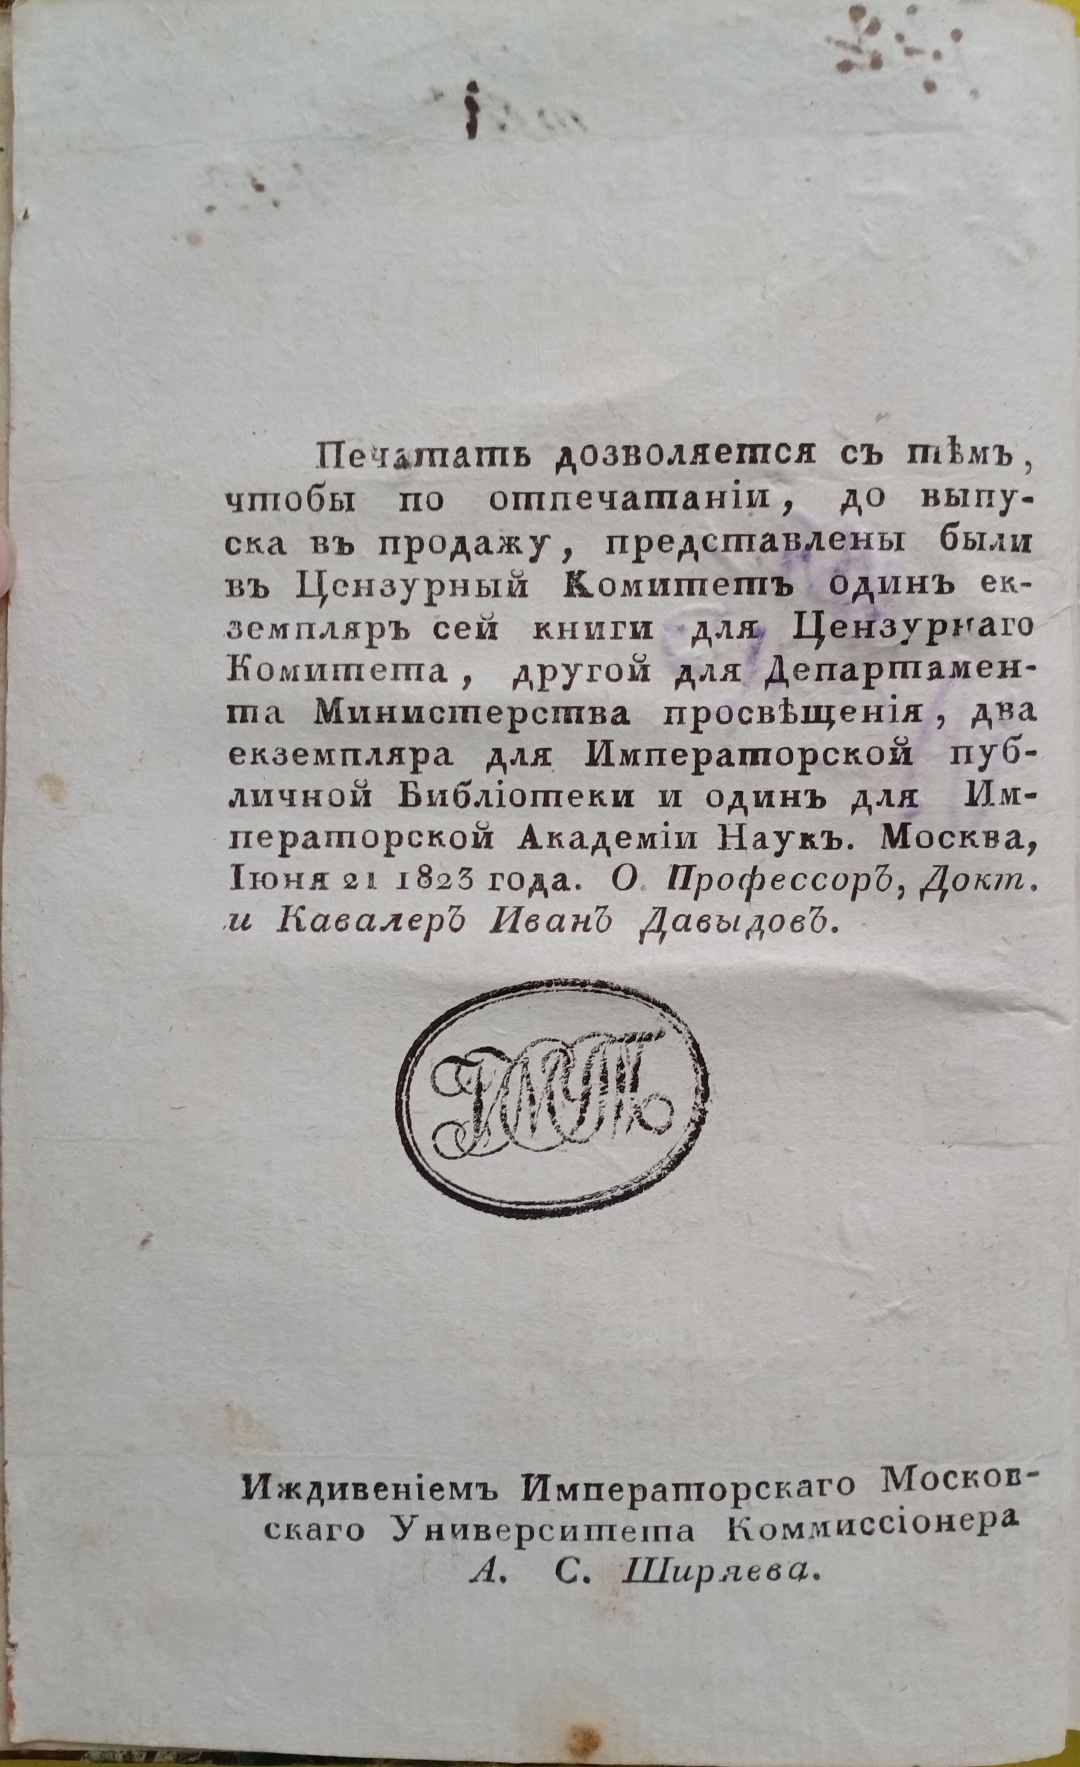 Печатать дозволяется съ тѣмъ,
чтобы по отпечатаніи, до выпу-
ска въ продажу, представлены были
въ Цензурный Комитетъ одинъ ек-
земпляръ сей книги для Цензурнаго
Комитета, другой для Департамен-
та Министерства просвѣщенія, два
екземпляра для Императорской пуб-
личной Библіотеки и одинъ для Им-
ператорской Академіи Наукъ. Москва,
Іюня 21 1823 года. О. Профессоръ, Докт.
и Кавалеръ Иванъ Давыдовъ.
Иждивеніемъ Императорскаго Москов-
скаго Университета Коммиссіонера
А. С. Ширяева.